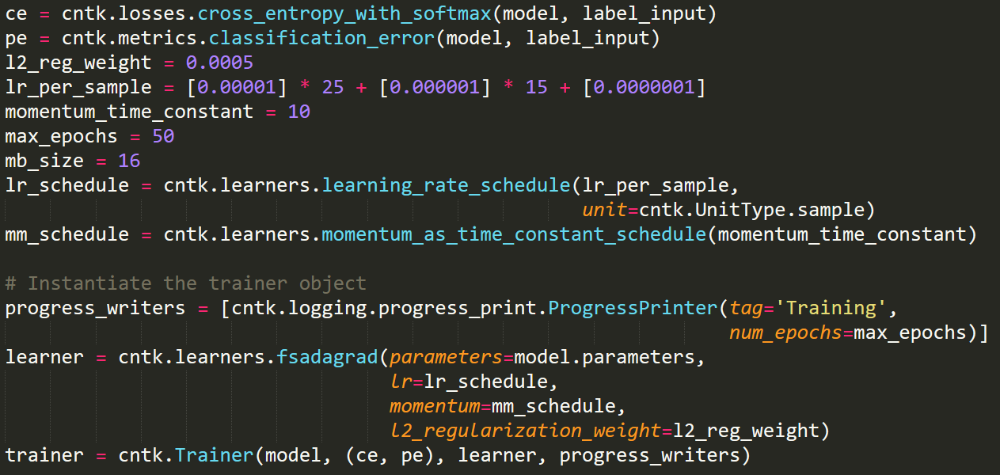 ce = cntk.losses.cross_entropy_with_softmax(model, label_input)
pe = cntk.metrics.classification_error(model, label_input)
l2_reg_weight = 0.0005
lr_per_sample = [0.00001] * 25 + [0.000001] * 15 + [0.0000001]
momentum_time_constant = 10
max_epochs = 50
mb_size = 16
lr_schedule = cntk.learners.learning_rate_schedule(lr_per_sample,
unit=cntk.UnitType.sample)
mm_schedule = cntk.learners.momentum_as_time_constant_schedule(momentum_time_constant)
# Instantiate the trainer object
progress_writers = [cntk.logging.progress_print.ProgressPrinter(tag='Training',
num_epochs=max_epochs)]
learner = cntk.learners.fsadagrad(parameters=model.parameters,
lr=lr_schedule,
momentum=mm_schedule,
l2_regularization_weight=l2_reg_weight)
trainer = cntk.Trainer(model, (ce, pe), learner, progress_writers)